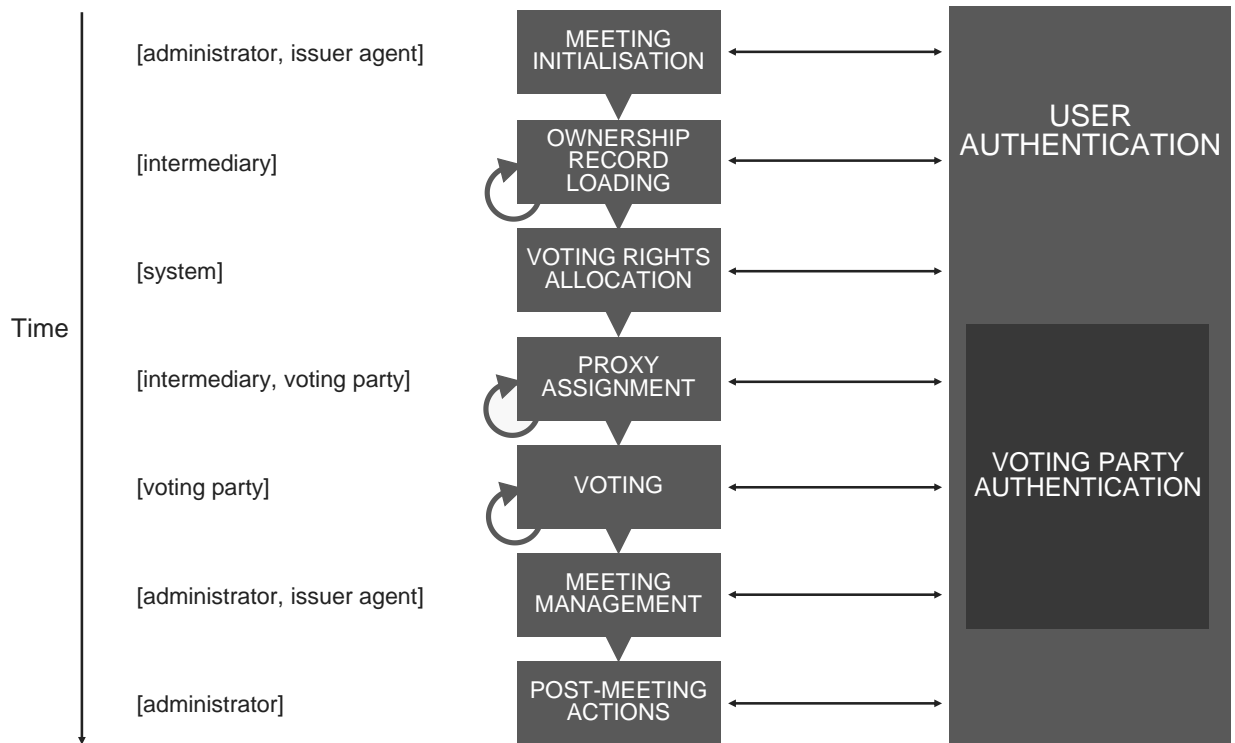 [administrator, issuer agent]
MEETING
INITIALISATION
USER
AUTHENTICATION
[intermediary]
OWNERSHIP
RECORD
LOADING
[system]
VOTING RIGHTS
ALLOCATION
Time
[intermediary, voting party]
PROXY
ASSIGNMENT
[voting party]
VOTING
VOTING PARTY
AUTHENTICATION
[administrator, issuer agent]
MEETING
MANAGEMENT
[administrator]
POST-MEETING
ACTIONS